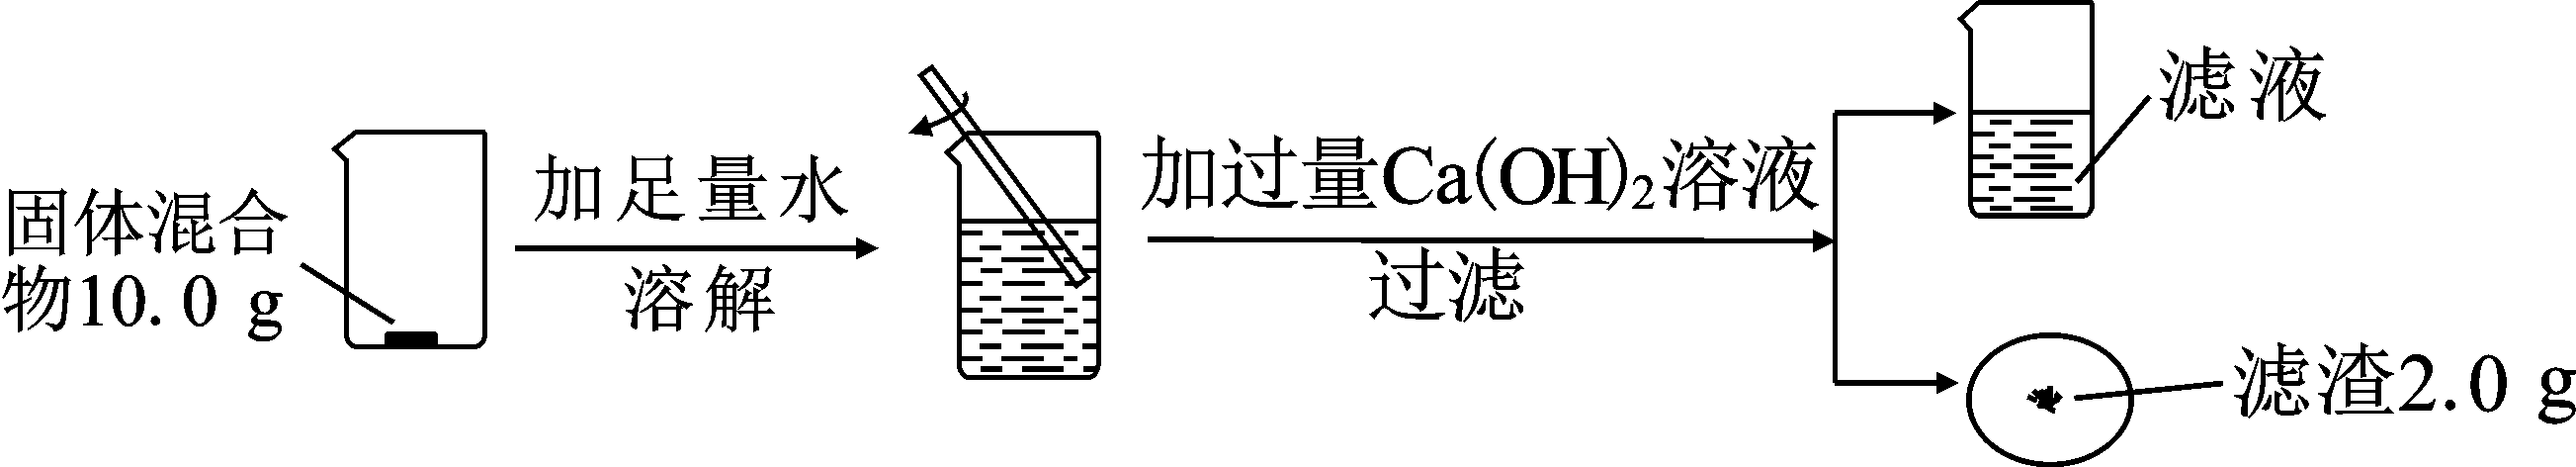 固体混合
物10.0 g
加足量水
溶解
加过量Ca(OH)₂溶液
过滤
滤液
滤渣2.0 g